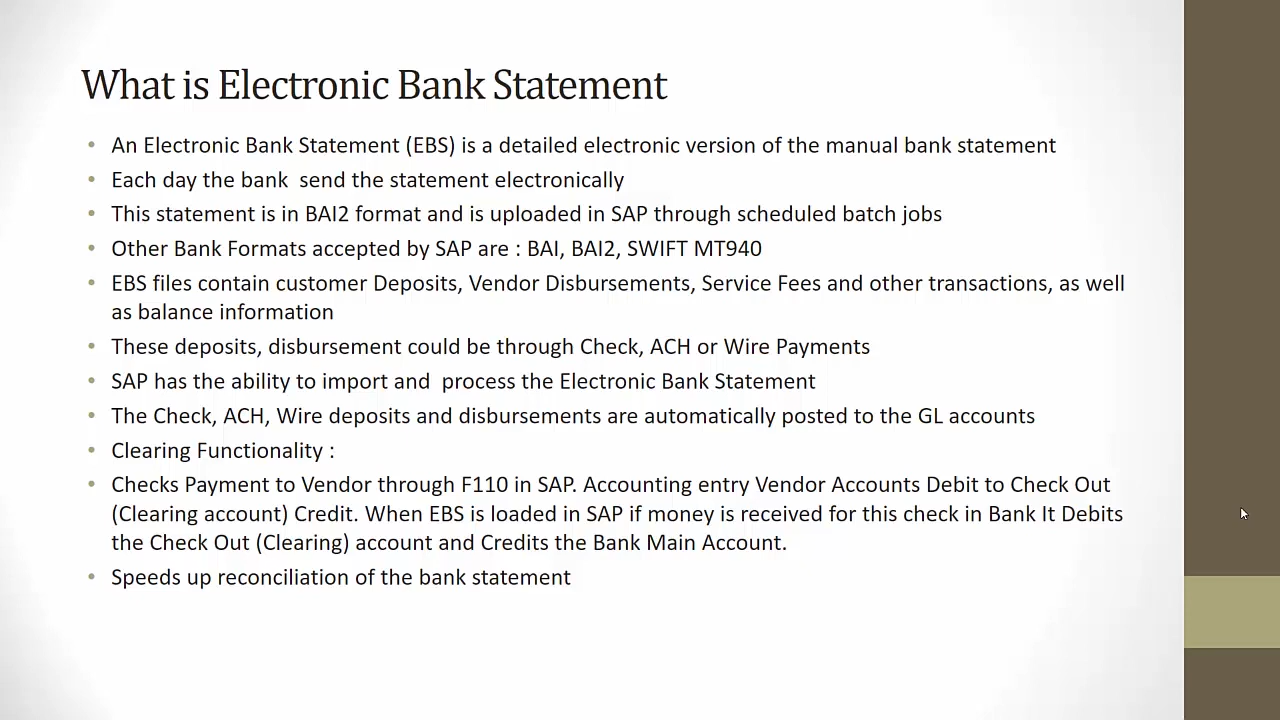 What is Electronic Bank Statement
• An Electronic Bank Statement (EBS) is a detailed electronic version of the manual bank statement
• Each day the bank  send the statement electronically
• This statement is in BAI2 format and is uploaded in SAP through scheduled batch jobs
• Other Bank Formats accepted by SAP are : BAI, BAI2, SWIFT MT940
• EBS files contain customer Deposits, Vendor Disbursements, Service Fees and other transactions, as well
as balance information
• These deposits, disbursement could be through Check, ACH or Wire Payments
• SAP has the ability to import and  process the Electronic Bank Statement
• The Check, ACH, Wire deposits and disbursements are automatically posted to the GL accounts
• Clearing Functionality :
• Checks Payment to Vendor through F110 in SAP. Accounting entry Vendor Accounts Debit to Check Out
(Clearing account) Credit. When EBS is loaded in SAP if money is received for this check in Bank It Debits
the Check Out (Clearing) account and Credits the Bank Main Account.
• Speeds up reconciliation of the bank statement